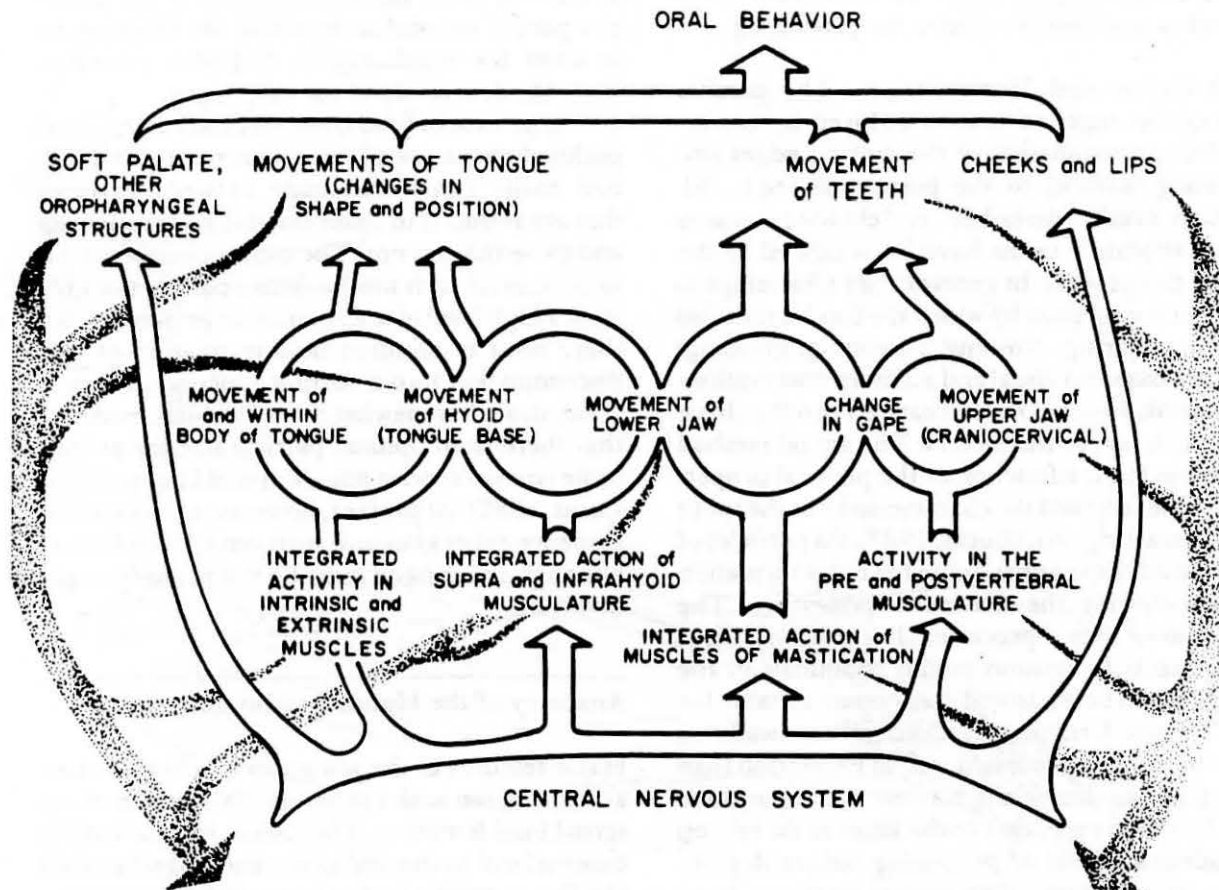 ORAL BEHAVIOR
SOFT PALATE,
OTHER
OROPHARYNGEAL
STRUCTURES
MOVEMENTS OF TONGUE
(CHANGES IN
SHAPE and POSITION)
MOVEMENT
of TEETH
CHEEKS and LIPS
MOVEMENT OF
and WITHIN
BODY of TONGUE
MOVEMENT
of HYOID
(TONGUE BASE)
MOVEMENT of
LOWER JAW
CHANGE
IN GAPE
MOVEMENT of
UPPER JAW
(CRANIOCERVICAL)
INTEGRATED
ACTIVITY IN
INTRINSIC and
EXTRINSIC
MUSCLES
INTEGRATED ACTION of
SUPRA and INFRAHYOID
MUSCULATURE
INTEGRATED ACTION of
MUSCLES OF MASTICATION
ACTIVITY IN THE
PRE and POSTVERTEBRAL
MUSCULATURE
CENTRAL NERVOUS SYSTEM